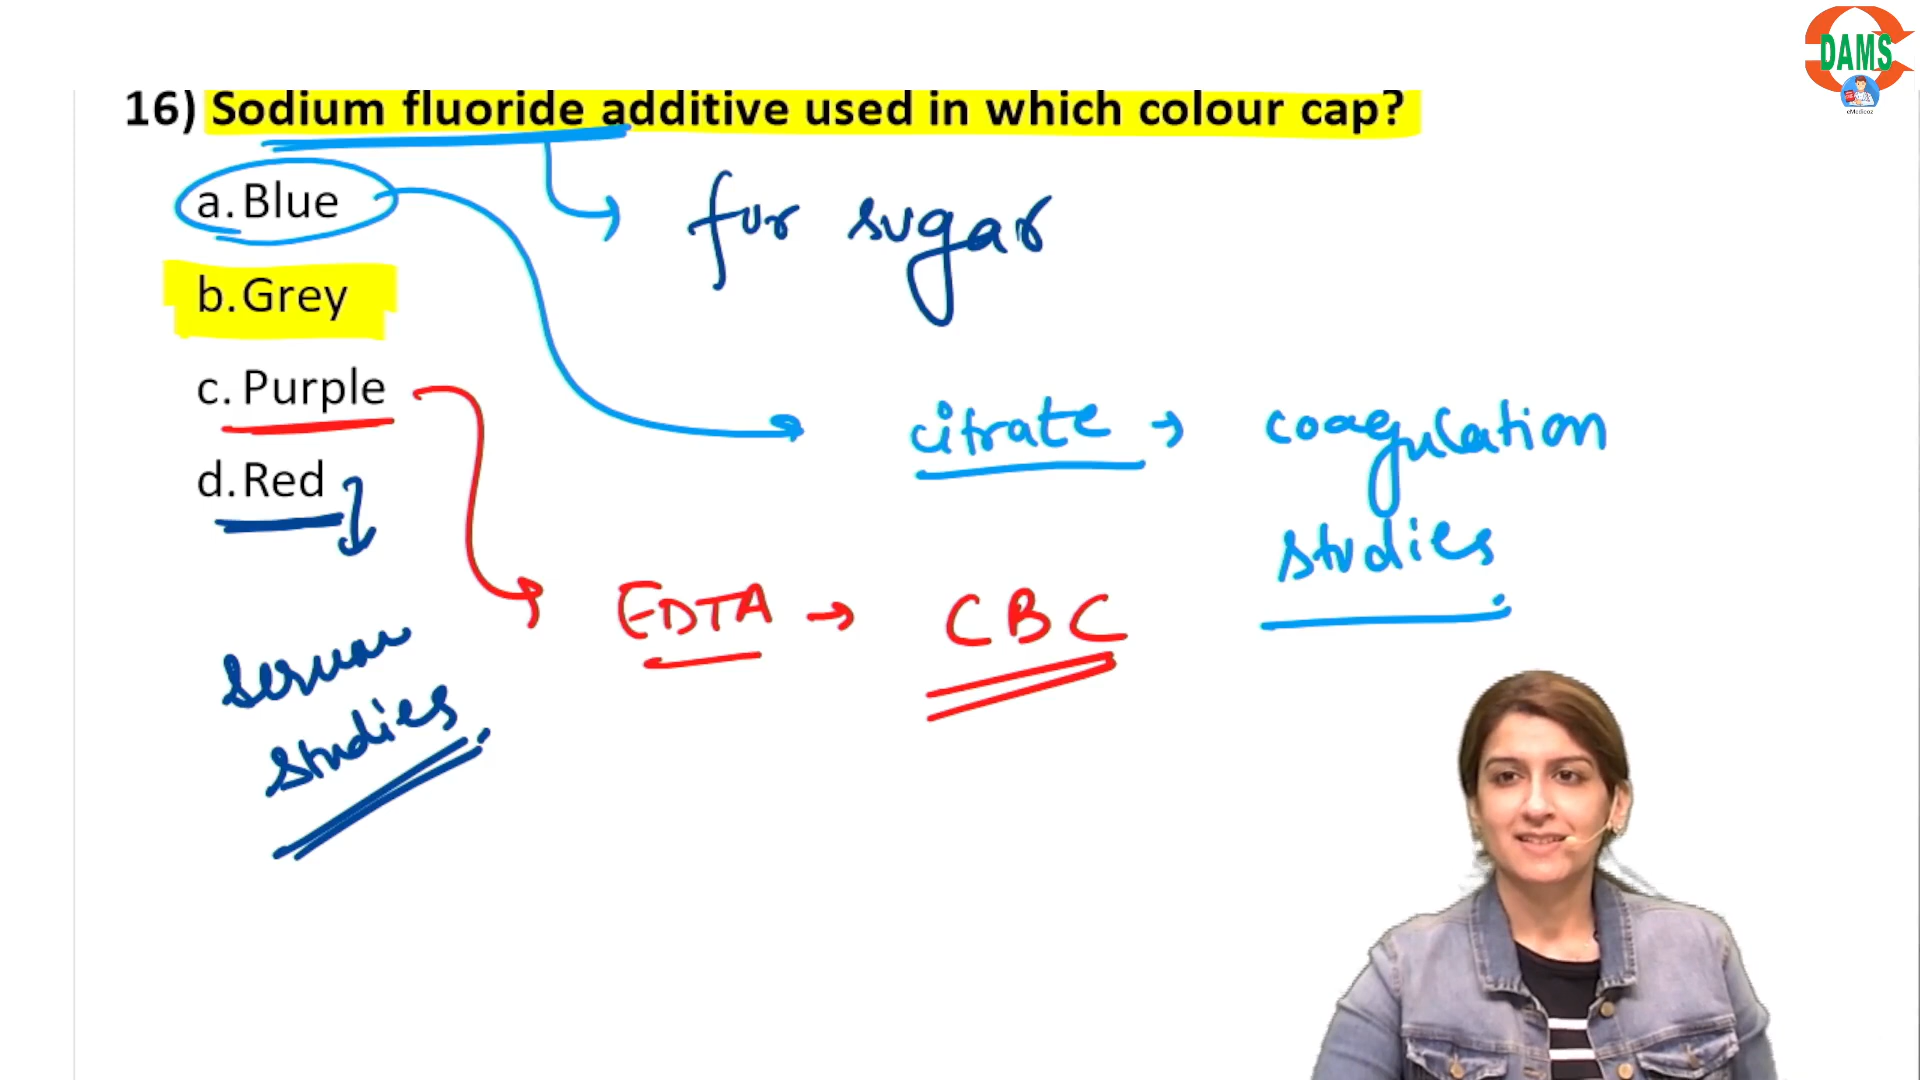 DAMS
eMedicoz
16) Sodium fluoride additive used in which colour cap?
a. Blue
for sugar
b. Grey
c. Purple
citrate → coagulation
studies
d. Red
EDTA → CBC
serum
studies